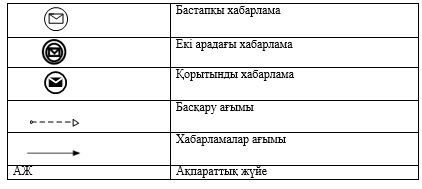 Бастапқы хабарлама
Екі арадағы хабарлама
Қорытынды хабарлама
Басқару ағымы
Хабарламалар ағымы
АЖ Ақпараттық жүйе